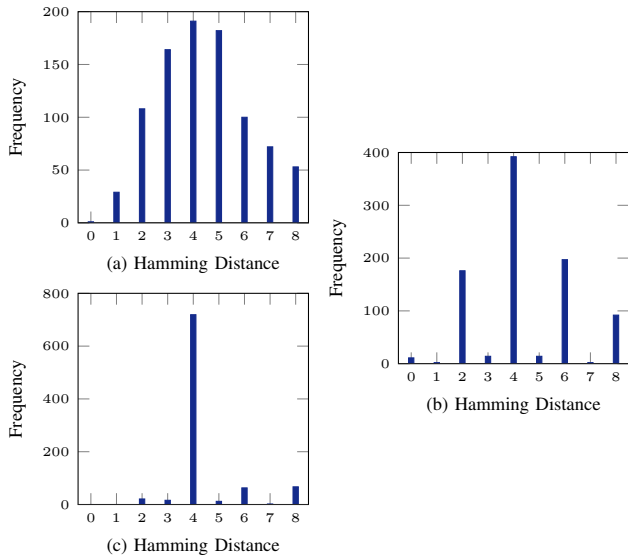 200
150
100
50
0
Frequency
0 1 2 3 4 5 6 7 8
(a) Hamming Distance
800
600
400
200
0
Frequency
0 1 2 3 4 5 6 7 8
(c) Hamming Distance
400
300
200
100
0
Frequency
0 1 2 3 4 5 6 7 8
(b) Hamming Distance